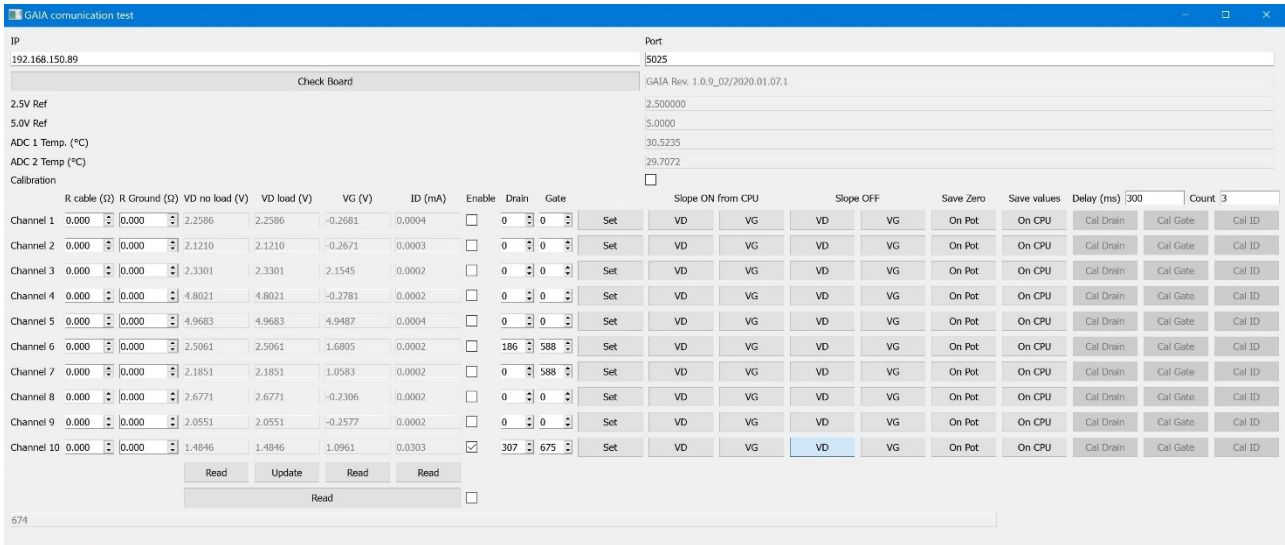 GAIA comunication test
IP Port
192.168.150.89 5025
Check Board GAIA Rev. 1.0.9_02/2020.01.07.1
2.5V Ref 2.500000
5.0V Ref 5.0000
ADC 1 Temp. (°C) 30.5235
ADC 2 Temp (°C) 29.7072
Calibration
R cable (Ω) R Ground (Ω) VD no load (V) VD load (V) VG (V) ID (mA) Enable Drain Gate Slope ON from CPU Slope OFF Save Zero Save values Delay (ms) 300 Count 3
Channel 1 0.000 0.000 2.2586 2.2586 -0.2681 0.0004 0 0 Set VD VG VD VG On Pot On CPU Cal Drain Cal Gate Cal ID
Channel 2 0.000 0.000 2.1210 2.1210 -0.2671 0.0003 0 0 Set VD VG VD VG On Pot On CPU Cal Drain Cal Gate Cal ID
Channel 3 0.000 0.000 2.3301 2.3301 2.1545 0.0002 0 0 Set VD VG VD VG On Pot On CPU Cal Drain Cal Gate Cal ID
Channel 4 0.000 0.000 4.8021 4.8021 -0.2781 0.0002 0 0 Set VD VG VD VG On Pot On CPU Cal Drain Cal Gate Cal ID
Channel 5 0.000 0.000 4.9683 4.9683 4.9487 0.0004 0 0 Set VD VG VD VG On Pot On CPU Cal Drain Cal Gate Cal ID
Channel 6 0.000 0.000 2.5061 2.5061 1.6805 0.0002 186 588 Set VD VG VD VG On Pot On CPU Cal Drain Cal Gate Cal ID
Channel 7 0.000 0.000 2.1851 2.1851 1.0583 0.0002 0 588 Set VD VG VD VG On Pot On CPU Cal Drain Cal Gate Cal ID
Channel 8 0.000 0.000 2.6771 2.6771 -0.2306 0.0002 0 0 Set VD VG VD VG On Pot On CPU Cal Drain Cal Gate Cal ID
Channel 9 0.000 0.000 2.0551 2.0551 -0.2577 0.0002 0 0 Set VD VG VD VG On Pot On CPU Cal Drain Cal Gate Cal ID
Channel 10 0.000 0.000 1.4846 1.4846 1.0961 0.0303 307 675 Set VD VG VD VG On Pot On CPU Cal Drain Cal Gate Cal ID
Read Update Read Read
Read
674